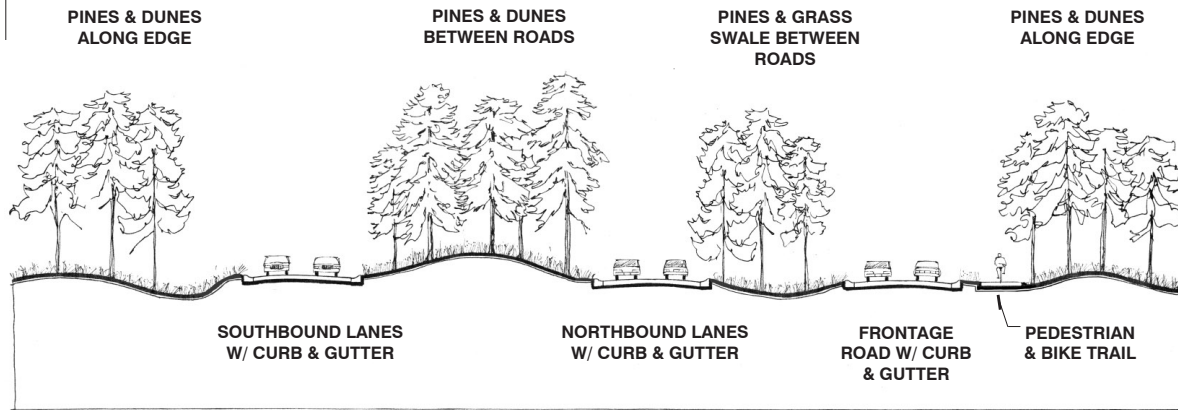 PINES & DUNES
ALONG EDGE
PINES & DUNES
BETWEEN ROADS
PINES & GRASS
SWALE BETWEEN
ROADS
PINES & DUNES
ALONG EDGE
SOUTHBOUND LANES
W/ CURB & GUTTER
NORTHBOUND LANES
W/ CURB & GUTTER
FRONTAGE
ROAD W/ CURB
& GUTTER
PEDESTRIAN
& BIKE TRAIL